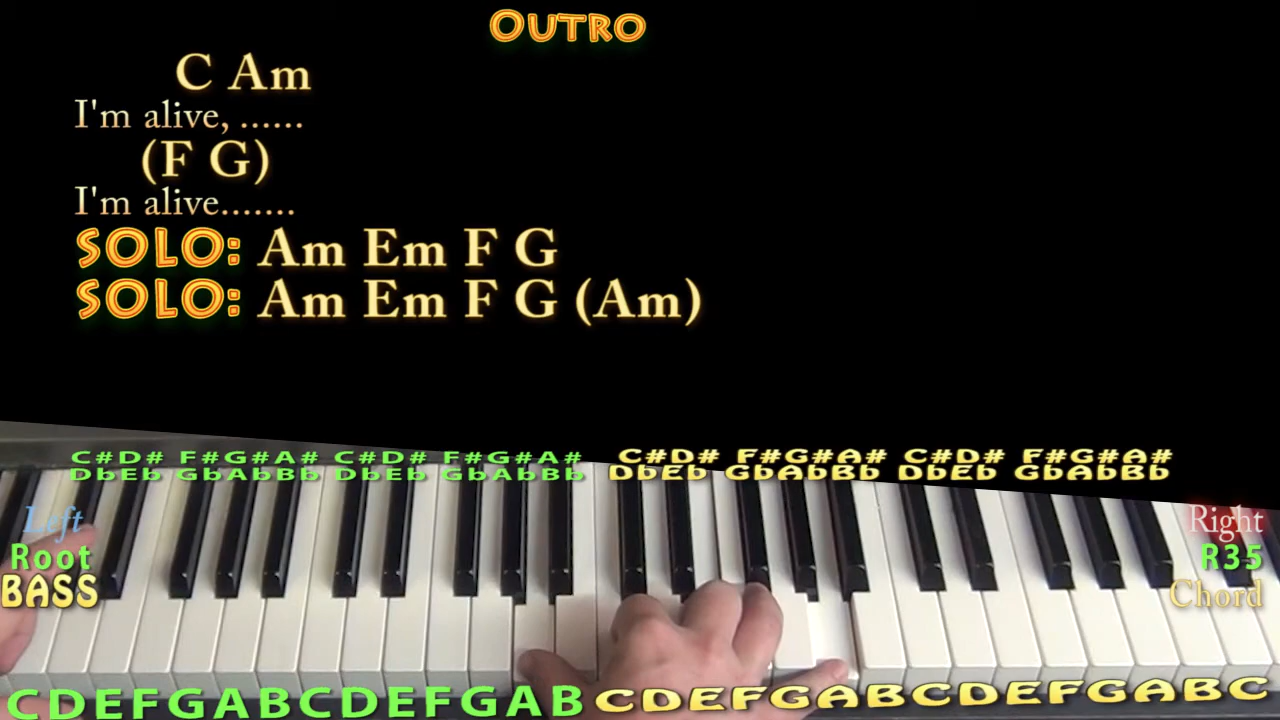 OUTRO
C Am
I'm alive, ......
(F G)
I'm alive.......
SOLO: Am Em F G
SOLO: Am Em F G (Am)
C#D# F#G#A# C#D# F#G#A# C#D# F#G#A# C#D# F#G#A#
DbEb GbAbBb DbEb GbAbBb DbEb GbAbBb DbEb GbAbBb
Left
Root
BASS
Right
R35
Chord
CDEFGABCDEFGAB CDEFGABCDEFGABC